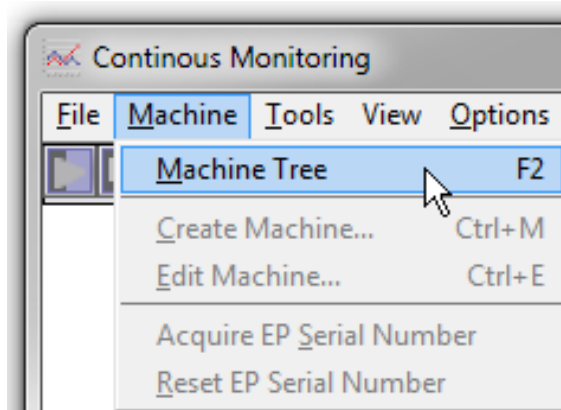 Continous Monitoring
File Machine Tools View Options
Machine Tree F2
Create Machine... Ctrl+M
Edit Machine... Ctrl+E
Acquire EP Serial Number
Reset EP Serial Number